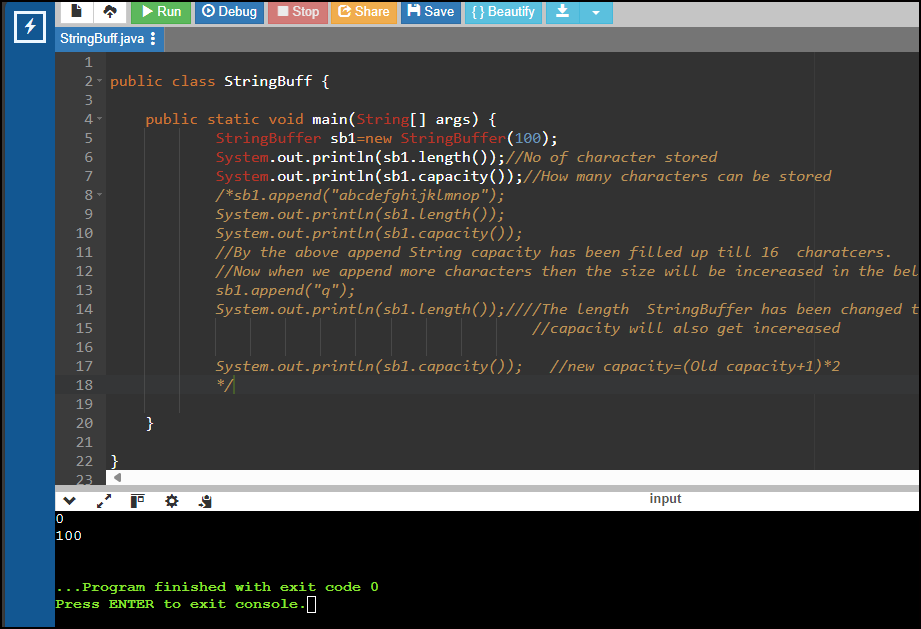 Run Debug Stop Share Save { } Beautify
StringBuff.java
1
2 public class StringBuff {
3
4 public static void main(String[] args) {
5 StringBuffer sb1=new StringBuffer(100);
6 System.out.println(sb1.length());//No of character stored
7 System.out.println(sb1.capacity());//How many characters can be stored
8 /*sb1.append("abcdefghijklmnop");
9 System.out.println(sb1.length());
10 System.out.println(sb1.capacity());
11 //By the above append String capacity has been filled up till 16  charatcers.
12 //Now when we append more characters then the size will be incereased in the bel
13 sb1.append("q");
14 System.out.println(sb1.length());////The length  StringBuffer has been changed t
15 //capacity will also get incereased
16
17 System.out.println(sb1.capacity());   //new capacity=(Old capacity+1)*2
18 */
19
20 }
21
22 }
23
input
0
100
...Program finished with exit code 0
Press ENTER to exit console.